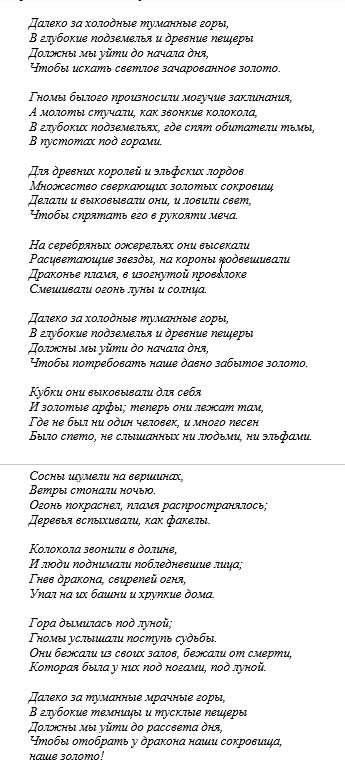 Далеко за холодные туманные горы,
В глубокие подземелья и древние пещеры
Должны мы уйти до начала дня,
Чтобы искать светлое зачарованное золото.
Гномы былого произносили могучие заклинания,
А молоты стучали, как звонкие колокола,
В глубоких подземельях, где спят обитатели тьмы,
В пустотах под горами.
Для древних королей и эльфских лордов
Множество сверкающих золотых сокровищ
Делали и выковывали они, и ловили свет,
Чтобы спрятать его в рукояти меча.
На серебряных ожерельях они высекали
Расцветающие звезды, на короны подвешивали
Драконье пламя, в изогнутой проволоке
Смешивали огонь луны и солнца.
Далеко за холодные туманные горы,
В глубокие подземелья и древние пещеры
Должны мы уйти до начала дня,
Чтобы потребовать наше давно забытое золото.
Кубки они выковывали для себя
И золотые арфы; теперь они лежат там,
Где не был ни один человек, и много песен
Было спето, не слышанных ни людьми, ни эльфами.
Сосны шумели на вершинах,
Ветры стонали ночью.
Огонь покраснел, пламя распространялось;
Деревья вспыхивали, как факелы.
Колокола звонили в долине,
И люди поднимали побледневшие лица;
Гнев дракона, свирепей огня,
Упал на их башни и хрупкие дома.
Гора дымилась под луной;
Гномы услышали поступь судьбы.
Они бежали из своих залов, бежали от смерти,
Которая была у них под ногами, под луной.
Далеко за туманные мрачные горы,
В глубокие темницы и тусклые пещеры
Должны мы уйти до рассвета дня,
Чтобы отобрать у дракона наши сокровища,
наше золото!